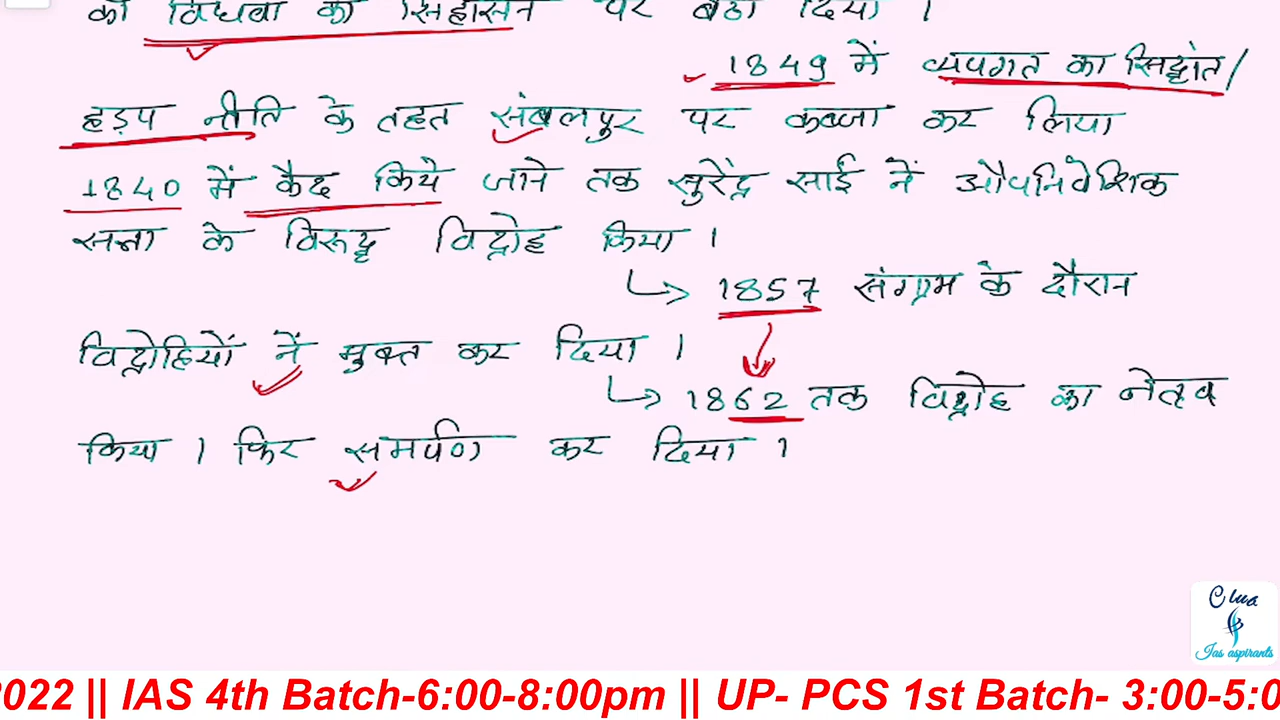 की विधवा को सिंहासन पर बैठा दिया ।
1849 में व्यपगत का सिद्धांत/
हड़प नीति के तहत संबलपुर पर कब्जा कर लिया
1840 में कैद किये जाने तक सुरेंद्र साईं नें औपनिवेशिक
सत्ता के विरूद्ध विद्रोह किया ।
↳ 1857 संग्राम के दौरान
विद्रोहियों नें मुक्त कर दिया ।
↳ 1862 तक विद्रोह का नेतृत्व
किया । फिर समर्पण कर दिया ।
Ias aspirants
2022 || IAS 4th Batch-6:00-8:00pm || UP- PCS 1st Batch- 3:00-5:0